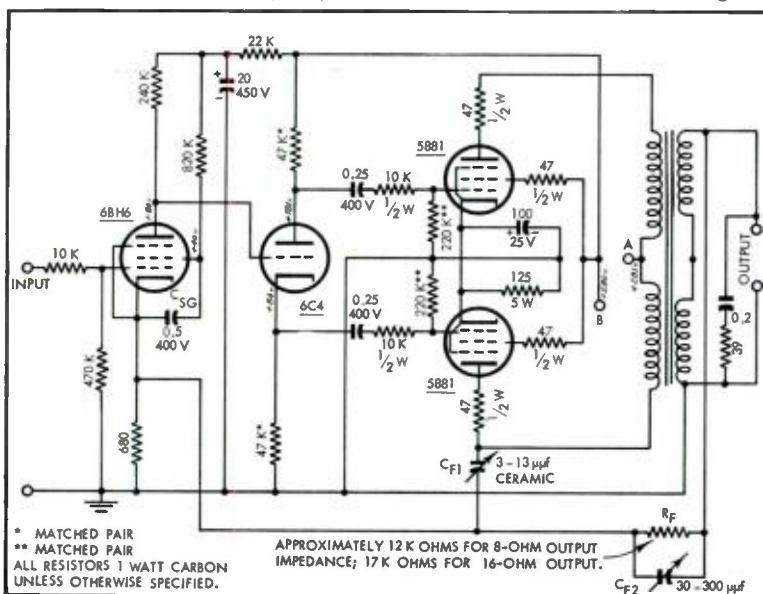 22 K
240 K
20
450 V
820 K
47 K*
47
1/2 W
5881
0.25
400 V
10 K
1/2 W
47
1/2 W
6BH6
220 K**
100
+ 25 V -
10 K
INPUT
C SG
0.5
400 V
6C4
125
5 W
220 K**
A
B
OUTPUT
0.2
39
0.25
400 V
10 K
1/2 W
47
1/2 W
5881
470 K
47 K*
47
1/2 W
680
C F1
3-13 µµf
CERAMIC
* MATCHED PAIR
** MATCHED PAIR
ALL RESISTORS 1 WATT CARBON
UNLESS OTHERWISE SPECIFIED.
APPROXIMATELY 12 K OHMS FOR 8-OHM OUTPUT
IMPEDANCE; 17 K OHMS FOR 16-OHM OUTPUT.
R F
C F2
30-300 µµf